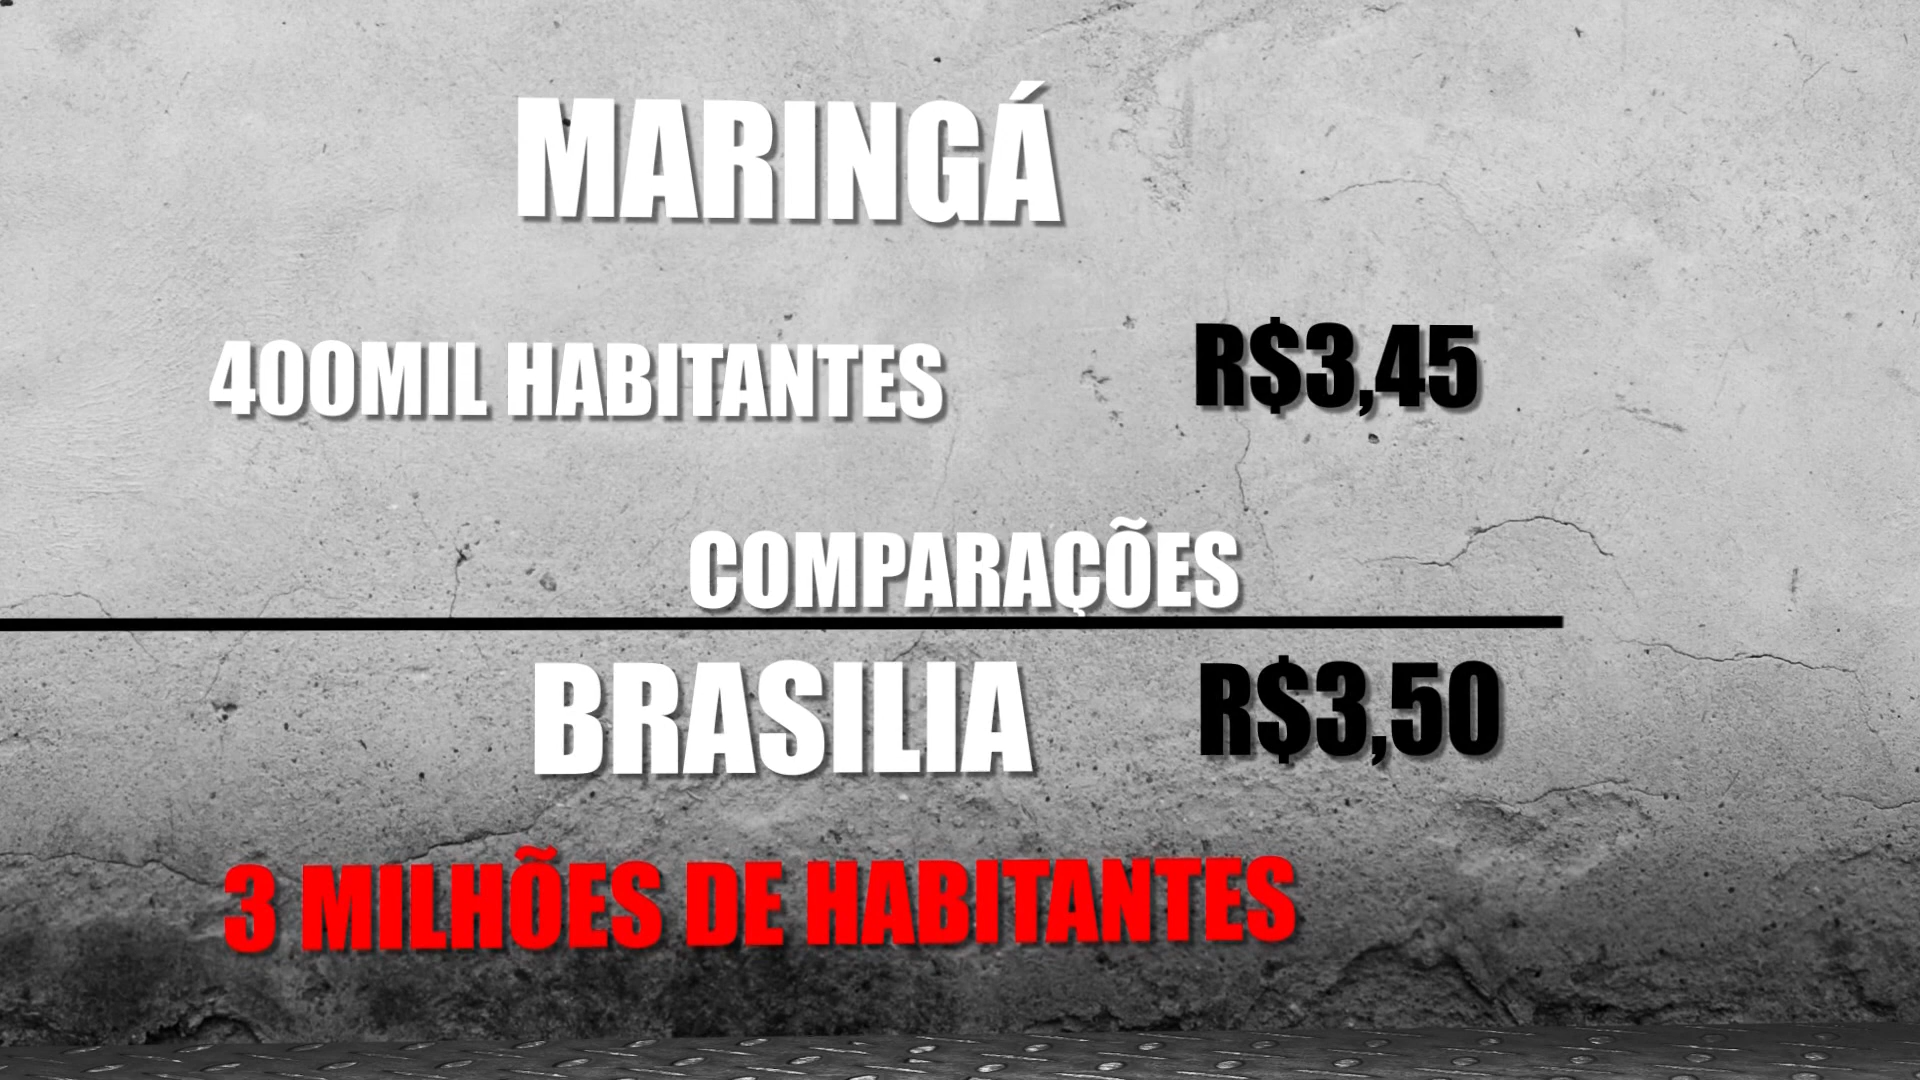 MARINGÁ
400MIL HABITANTES R$3,45
COMPARAÇÕES
BRASILIA R$3,50
3 MILHÕES DE HABITANTES